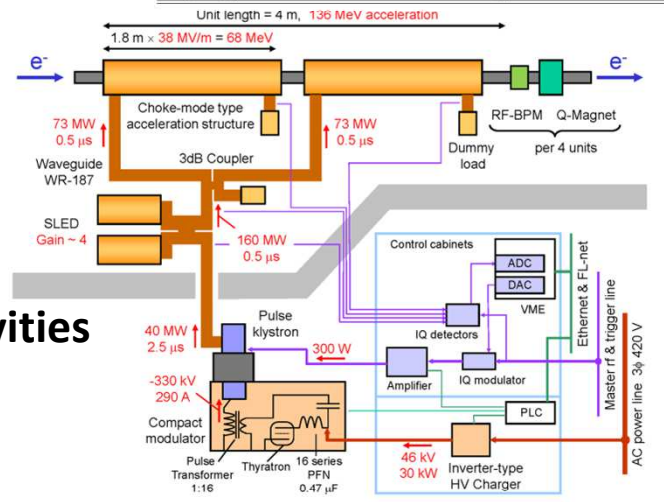 Unit length = 4 m, 136 MeV acceleration
1.8 m × 38 MV/m = 68 MeV
e-
e-
Choke-mode type
acceleration structure
RF-BPM Q-Magnet
per 4 units
73 MW
0.5 µs
73 MW
0.5 µs
Dummy
load
Waveguide
WR-187
3dB Coupler
SLED
Gain ~ 4
160 MW
0.5 µs
Control cabinets
ADC
DAC
VME
IQ detectors
Ethernet & FL-net
Master rf & trigger line
AC power line 3ϕ 420 V
vities
40 MW
2.5 µs
Pulse
klystron
300 W
Amplifier
IQ modulator
-330 kV
290 A
PLC
Compact
modulator
Pulse
Transformer
1:16
Thyratron
16 series
PFN
0.47 µF
46 kV
30 kW
Inverter-type
HV Charger